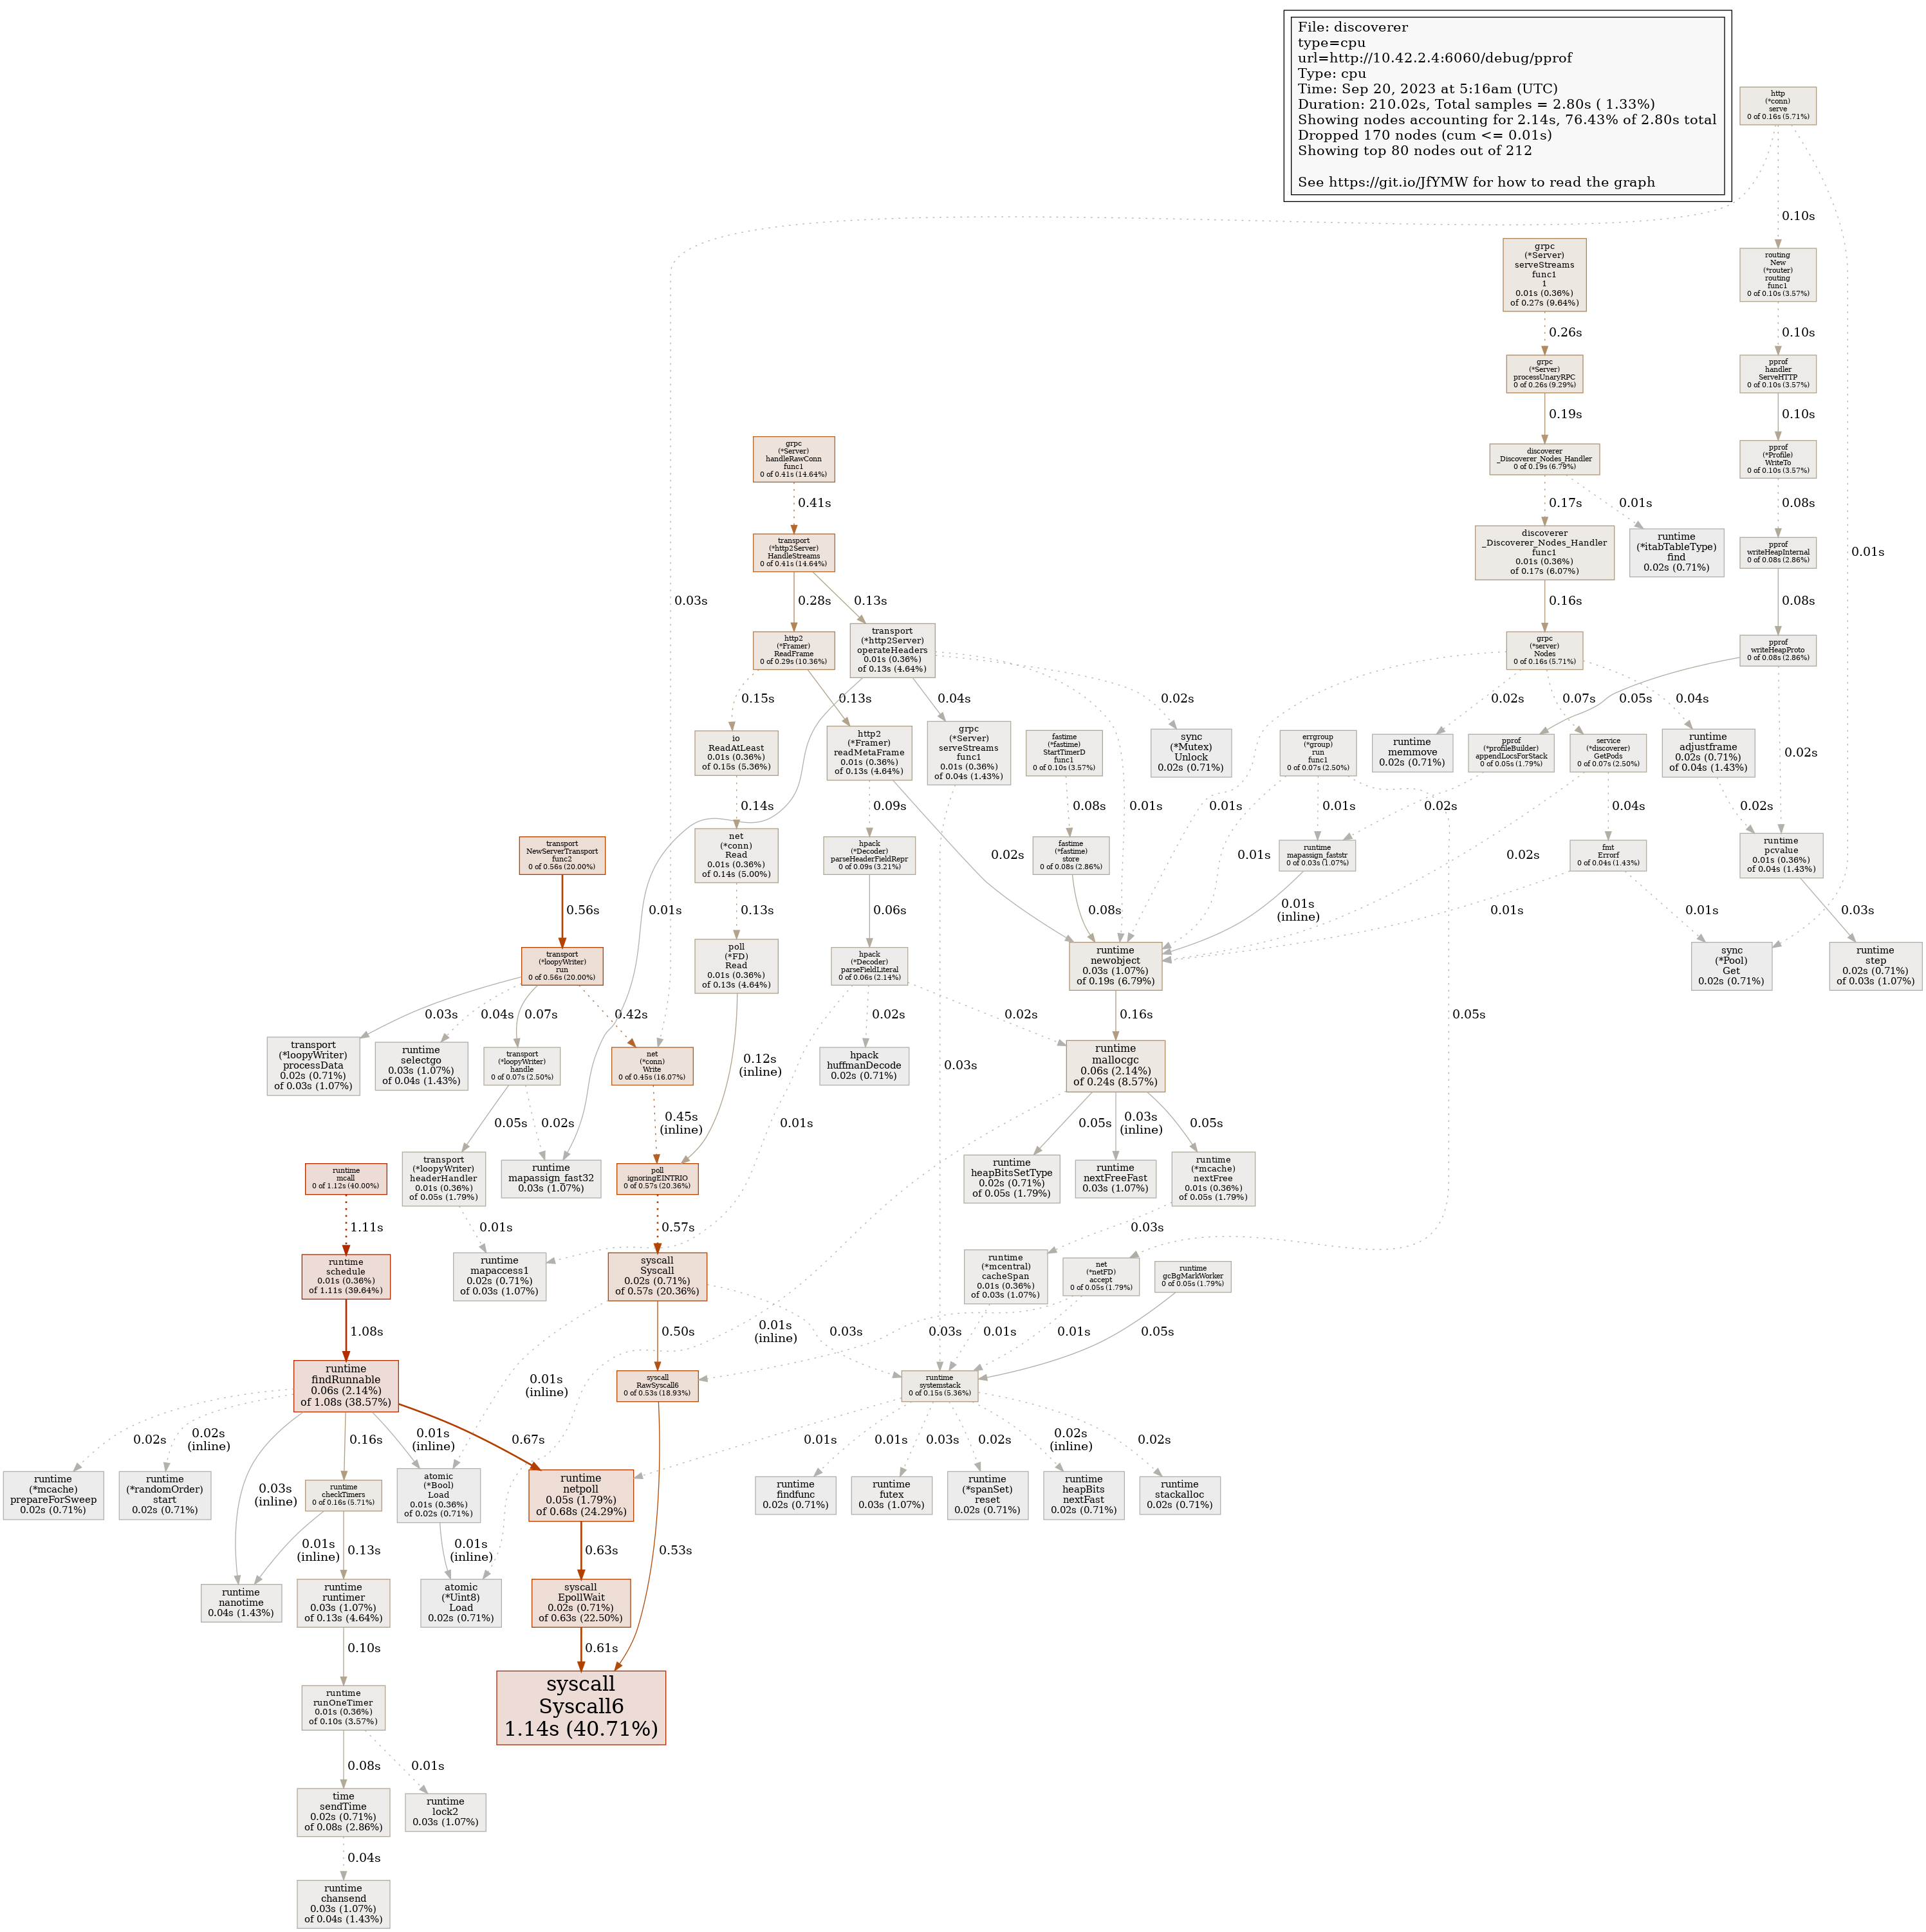 File: discoverer
type=cpu
url=http://10.42.2.4:6060/debug/pprof
Type: cpu
Time: Sep 20, 2023 at 5:16am (UTC)
Duration: 210.02s, Total samples = 2.80s ( 1.33%)
Showing nodes accounting for 2.14s, 76.43% of 2.80s total
Dropped 170 nodes (cum <= 0.01s)
Showing top 80 nodes out of 212
See https://git.io/JfYMW for how to read the graph
http
(*conn)
serve
0 of 0.16s (5.71%)
0.10s
0.03s
0.01s
routing
New
(*router)
routing
func1
0 of 0.10s (3.57%)
0.10s
pprof
handler
ServeHTTP
0 of 0.10s (3.57%)
0.10s
pprof
(*Profile)
WriteTo
0 of 0.10s (3.57%)
0.08s
pprof
writeHeapInternal
0 of 0.08s (2.86%)
0.08s
pprof
writeHeapProto
0 of 0.08s (2.86%)
0.05s
0.02s
grpc
(*Server)
serveStreams
func1
1
0.01s (0.36%)
of 0.27s (9.64%)
0.26s
grpc
(*Server)
processUnaryRPC
0 of 0.26s (9.29%)
0.19s
discoverer
_Discoverer_Nodes_Handler
0 of 0.19s (6.79%)
0.17s
0.01s
discoverer
_Discoverer_Nodes_Handler
func1
0.01s (0.36%)
of 0.17s (6.07%)
0.16s
runtime
(*itabTableType)
find
0.02s (0.71%)
grpc
(*server)
Nodes
0 of 0.16s (5.71%)
0.01s
0.02s
0.07s
0.04s
grpc
(*Server)
handleRawConn
func1
0 of 0.41s (14.64%)
0.41s
transport
(*http2Server)
HandleStreams
0 of 0.41s (14.64%)
0.28s
0.13s
http2
(*Framer)
ReadFrame
0 of 0.29s (10.36%)
0.15s
0.13s
transport
(*http2Server)
operateHeaders
0.01s (0.36%)
of 0.13s (4.64%)
0.01s
0.04s
0.01s
0.02s
io
ReadAtLeast
0.01s (0.36%)
of 0.15s (5.36%)
0.14s
http2
(*Framer)
readMetaFrame
0.01s (0.36%)
of 0.13s (4.64%)
0.09s
0.02s
grpc
(*Server)
serveStreams
func1
0.01s (0.36%)
of 0.04s (1.43%)
0.03s
fastime
(*fastime)
StartTimerD
func1
0 of 0.10s (3.57%)
0.08s
sync
(*Mutex)
Unlock
0.02s (0.71%)
errgroup
(*group)
run
func1
0 of 0.07s (2.50%)
0.01s
0.01s
0.05s
runtime
memmove
0.02s (0.71%)
pprof
(*profileBuilder)
appendLocsForStack
0 of 0.05s (1.79%)
0.02s
service
(*discoverer)
GetPods
0 of 0.07s (2.50%)
0.02s
0.04s
runtime
adjustframe
0.02s (0.71%)
of 0.04s (1.43%)
0.02s
transport
NewServerTransport
func2
0 of 0.56s (20.00%)
0.56s
net
(*conn)
Read
0.01s (0.36%)
of 0.14s (5.00%)
0.13s
hpack
(*Decoder)
parseHeaderFieldRepr
0 of 0.09s (3.21%)
0.06s
fastime
(*fastime)
store
0 of 0.08s (2.86%)
0.08s
runtime
mapassign_faststr
0 of 0.03s (1.07%)
0.01s
(inline)
fmt
Errorf
0 of 0.04s (1.43%)
0.01s
0.01s
runtime
pcvalue
0.01s (0.36%)
of 0.04s (1.43%)
0.03s
transport
(*loopyWriter)
run
0 of 0.56s (20.00%)
0.03s
0.04s
0.07s
0.42s
poll
(*FD)
Read
0.01s (0.36%)
of 0.13s (4.64%)
0.12s
(inline)
hpack
(*Decoder)
parseFieldLiteral
0 of 0.06s (2.14%)
0.01s
0.02s
0.02s
runtime
newobject
0.03s (1.07%)
of 0.19s (6.79%)
0.16s
sync
(*Pool)
Get
0.02s (0.71%)
runtime
step
0.02s (0.71%)
of 0.03s (1.07%)
transport
(*loopyWriter)
processData
0.02s (0.71%)
of 0.03s (1.07%)
runtime
selectgo
0.03s (1.07%)
of 0.04s (1.43%)
transport
(*loopyWriter)
handle
0 of 0.07s (2.50%)
0.05s
0.02s
net
(*conn)
Write
0 of 0.45s (16.07%)
0.45s
(inline)
hpack
huffmanDecode
0.02s (0.71%)
runtime
mallocgc
0.06s (2.14%)
of 0.24s (8.57%)
0.01s
(inline)
0.05s
0.03s
(inline)
0.05s
runtime
mcall
0 of 1.12s (40.00%)
1.11s
transport
(*loopyWriter)
headerHandler
0.01s (0.36%)
of 0.05s (1.79%)
0.01s
runtime
mapassign_fast32
0.03s (1.07%)
poll
ignoringEINTRIO
0 of 0.57s (20.36%)
0.57s
runtime
heapBitsSetType
0.02s (0.71%)
of 0.05s (1.79%)
runtime
nextFreeFast
0.03s (1.07%)
runtime
(*mcache)
nextFree
0.01s (0.36%)
of 0.05s (1.79%)
0.03s
runtime
schedule
0.01s (0.36%)
of 1.11s (39.64%)
1.08s
runtime
mapaccess1
0.02s (0.71%)
of 0.03s (1.07%)
syscall
Syscall
0.02s (0.71%)
of 0.57s (20.36%)
0.01s
(inline)
0.50s
0.03s
runtime
(*mcentral)
cacheSpan
0.01s (0.36%)
of 0.03s (1.07%)
0.01s
net
(*netFD)
accept
0 of 0.05s (1.79%)
0.03s
0.01s
runtime
gcBgMarkWorker
0 of 0.05s (1.79%)
0.05s
runtime
findRunnable
0.06s (2.14%)
of 1.08s (38.57%)
0.02s
0.02s
(inline)
0.03s
(inline)
0.16s
0.01s
(inline)
0.67s
syscall
RawSyscall6
0 of 0.53s (18.93%)
0.53s
runtime
systemstack
0 of 0.15s (5.36%)
0.01s
0.01s
0.03s
0.02s
0.02s
(inline)
0.02s
runtime
(*mcache)
prepareForSweep
0.02s (0.71%)
runtime
(*randomOrder)
start
0.02s (0.71%)
runtime
checkTimers
0 of 0.16s (5.71%)
0.01s
(inline)
0.13s
atomic
(*Bool)
Load
0.01s (0.36%)
of 0.02s (0.71%)
0.01s
(inline)
runtime
netpoll
0.05s (1.79%)
of 0.68s (24.29%)
0.63s
runtime
findfunc
0.02s (0.71%)
runtime
futex
0.03s (1.07%)
runtime
(*spanSet)
reset
0.02s (0.71%)
runtime
heapBits
nextFast
0.02s (0.71%)
runtime
stackalloc
0.02s (0.71%)
runtime
nanotime
0.04s (1.43%)
runtime
runtimer
0.03s (1.07%)
of 0.13s (4.64%)
0.10s
atomic
(*Uint8)
Load
0.02s (0.71%)
syscall
EpollWait
0.02s (0.71%)
of 0.63s (22.50%)
0.61s
runtime
runOneTimer
0.01s (0.36%)
of 0.10s (3.57%)
0.08s
0.01s
syscall
Syscall6
1.14s (40.71%)
time
sendTime
0.02s (0.71%)
of 0.08s (2.86%)
0.04s
runtime
lock2
0.03s (1.07%)
runtime
chansend
0.03s (1.07%)
of 0.04s (1.43%)